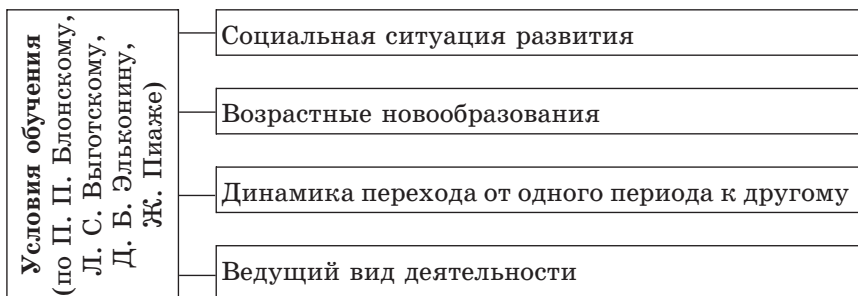 Условия обучения
(по П. П. Блонскому,
Л. С. Выготскому,
Д. Б. Эльконину,
Ж. Пиаже)
Социальная ситуация развития
Возрастные новообразования
Динамика перехода от одного периода к другому
Ведущий вид деятельности